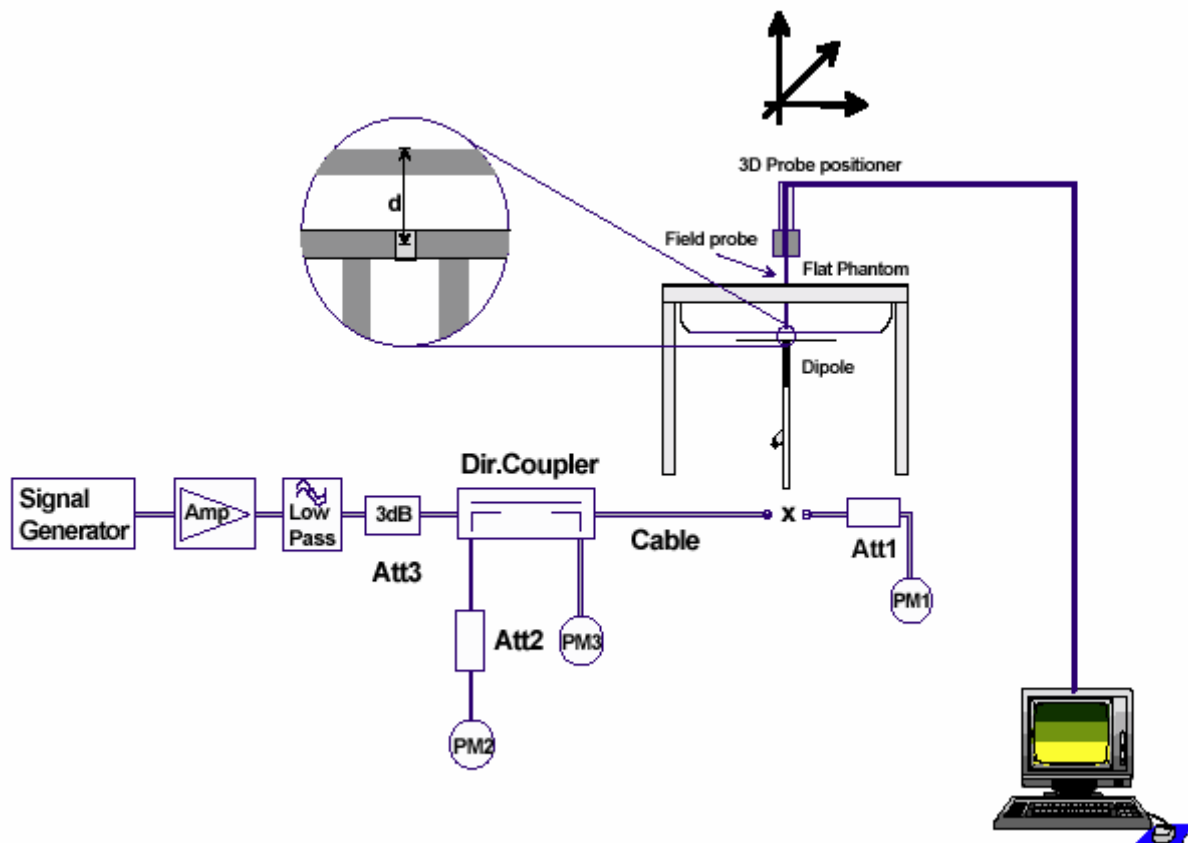 3D Probe positioner
d
Field probe
Flat Phantom
Dipole
Dir.Coupler
Signal
Generator
Amp
Low
Pass
3dB
Att3
Cable
x
Att1
PM1
Att2
PM3
PM2